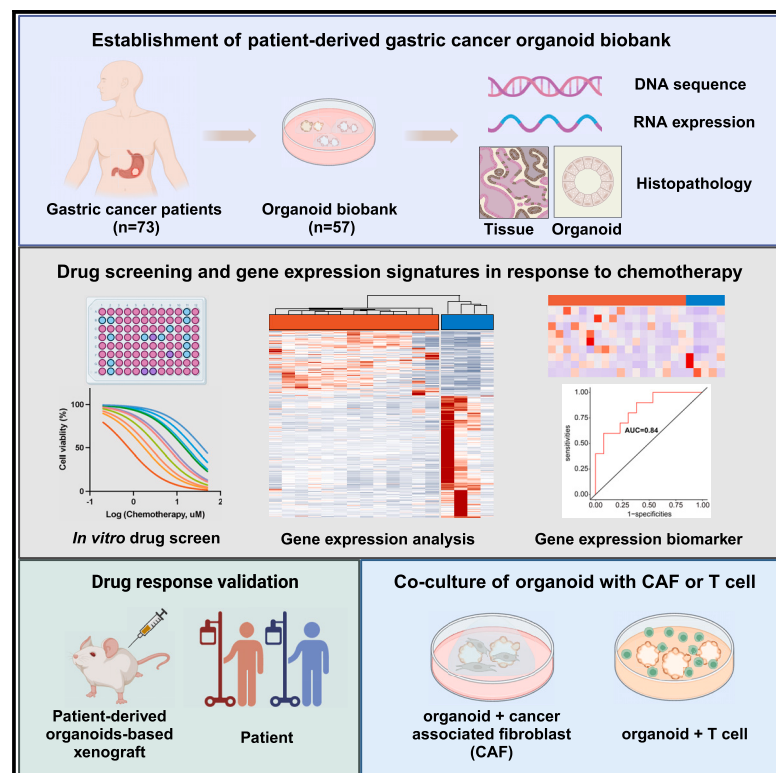 Establishment of patient-derived gastric cancer organoid biobank
Gastric cancer patients
(n=73)
Organoid biobank
(n=57)
DNA sequence
RNA expression
Histopathology
Tissue
Organoid
Drug screening and gene expression signatures in response to chemotherapy
Cell viability (%)
100
50
0
-1
0
1
2
Log (Chemotherapy, uM)
In vitro drug screen
Gene expression analysis
sensitivities
1.00
0.75
0.50
0.25
0.00
AUC=0.84
0.00
0.25
0.50
0.75
1.00
1-specificities
Gene expression biomarker
Drug response validation
Patient-derived
organoids-based
xenograft
Patient
Co-culture of organoid with CAF or T cell
organoid + cancer
associated fibroblast
(CAF)
organoid + T cell